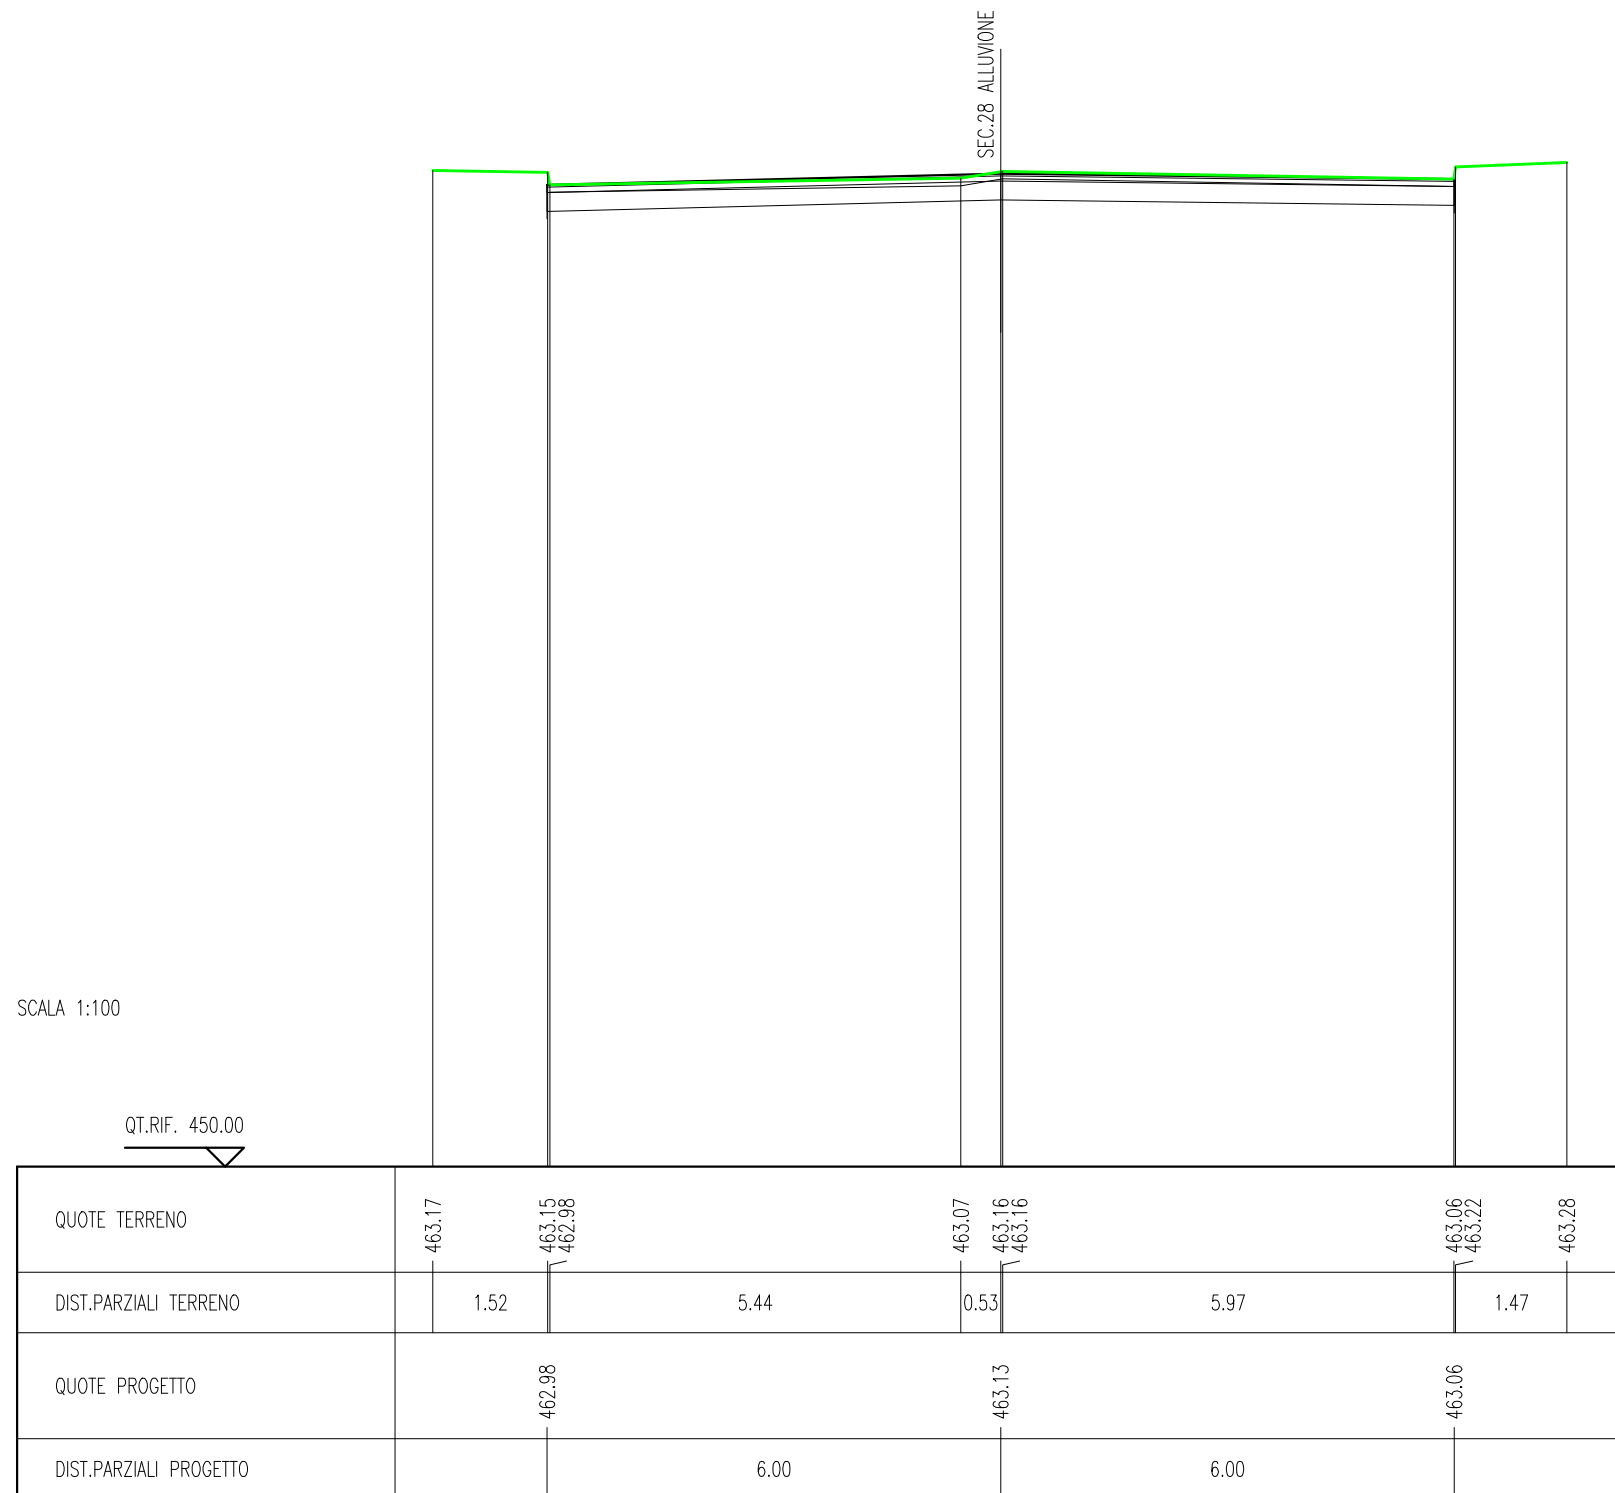 SEC.28 ALLUVIONE
SCALA 1:100
QT.RIF. 450.00
QUOTE TERRENO 463.17 463.15 462.98 463.07 463.16 463.16 463.06 463.22 463.28
DIST.PARZIALI TERRENO 1.52 5.44 0.53 5.97 1.47
QUOTE PROGETTO 462.98 463.13 463.06
DIST.PARZIALI PROGETTO 6.00 6.00